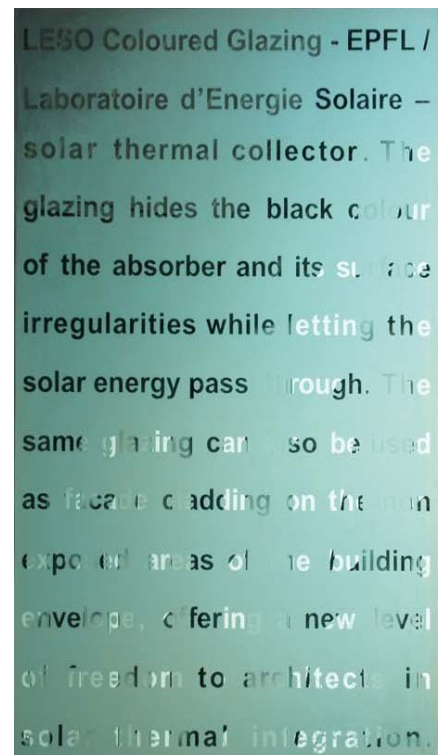 LESO Coloured Glazing - EPFL /
Laboratoire d'Energie Solaire –
solar thermal collector. The
glazing hides the black colour
of the absorber and its surface
irregularities while letting the
solar energy pass through. The
same glazing can also be used
as facade cladding on the non
exposed areas of the building
envelope, offering a new level
of freedom to architects in
solar thermal integration.